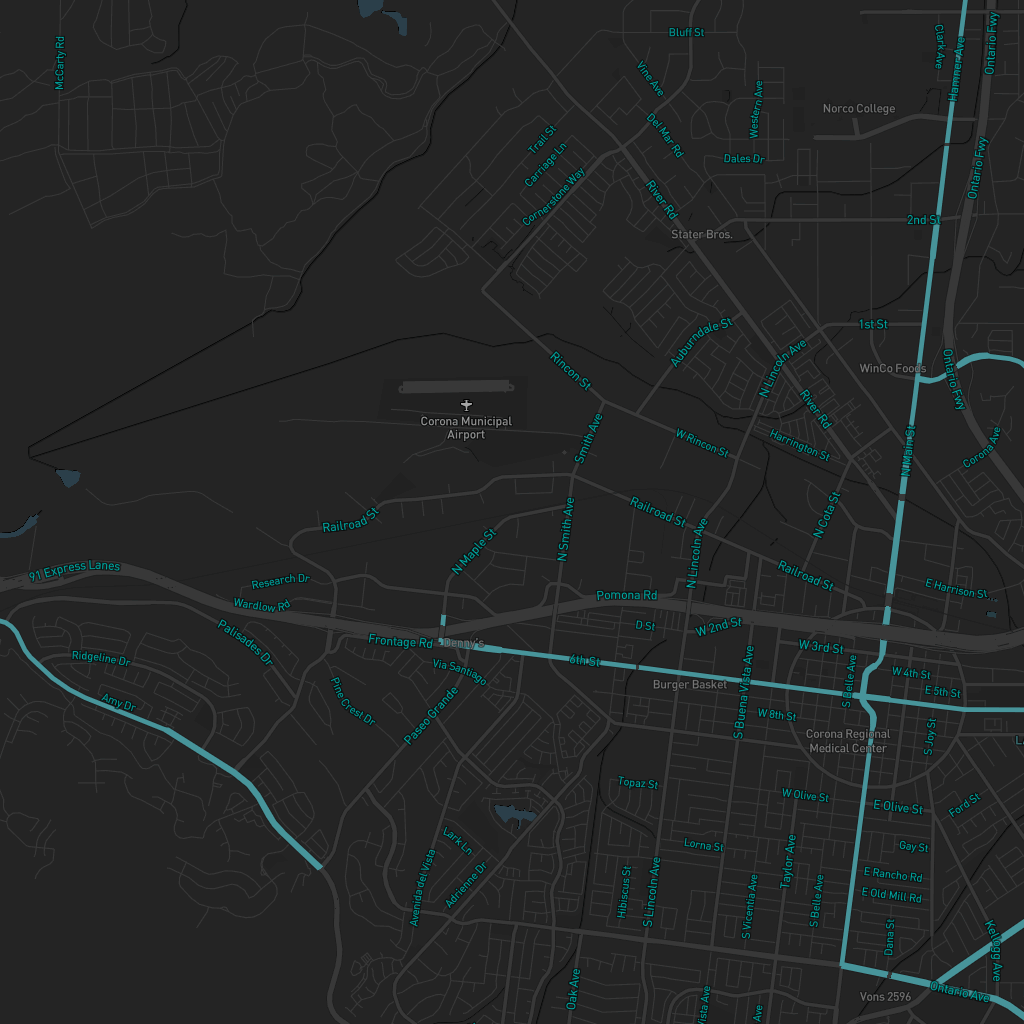 McCarty Rd
Bluff St
Clark Ave
Hamner Ave
Ontario Fwy
Vine Ave
Western Ave
Norco College
Del Mar Rd
Trail St
Carriage Ln
Dales Dr
Ontario Fwy
Cornerstone Way
River Rd
2nd St
Stater Bros.
1st St
Auburndale St
N Lincoln Ave
WinCo Foods
Ontario Fwy
Rincon St
River Rd
Corona Municipal
Airport
Smith Ave
W Rincon St
Harrington St
N Main St
Corona Ave
Railroad St
Railroad St
N Cota St
N Smith Ave
N Maple St
N Lincoln Ave
91 Express Lanes
Research Dr
Railroad St
E Harrison St...
Wardlow Rd
Pomona Rd
Palisades Dr
Frontage Rd
Denny's
D St
W 2nd St
W 3rd St
Ridgeline Dr
Via Santiago
6th St
W 4th St
Burger Basket
S Buena Vista Ave
S Belle Ave
E 5th St
Amy Dr
Pine Crest Dr
Paseo Grande
W 8th St
Corona Regional
Medical Center
S Joy St
L
Topaz St
W Olive St
E Olive St
Ford St
Lark Ln
Lorna St
Gay St
Avenida del Vista
Adrienne Dr
Hibiscus St
S Lincoln Ave
Taylor Ave
E Rancho Rd
S Vicentia Ave
S Belle Ave
E Old Mill Rd
Dana St
Kellogg Ave
Oak Ave
Vista Ave
Ave
Vons 2596
Ontario Ave